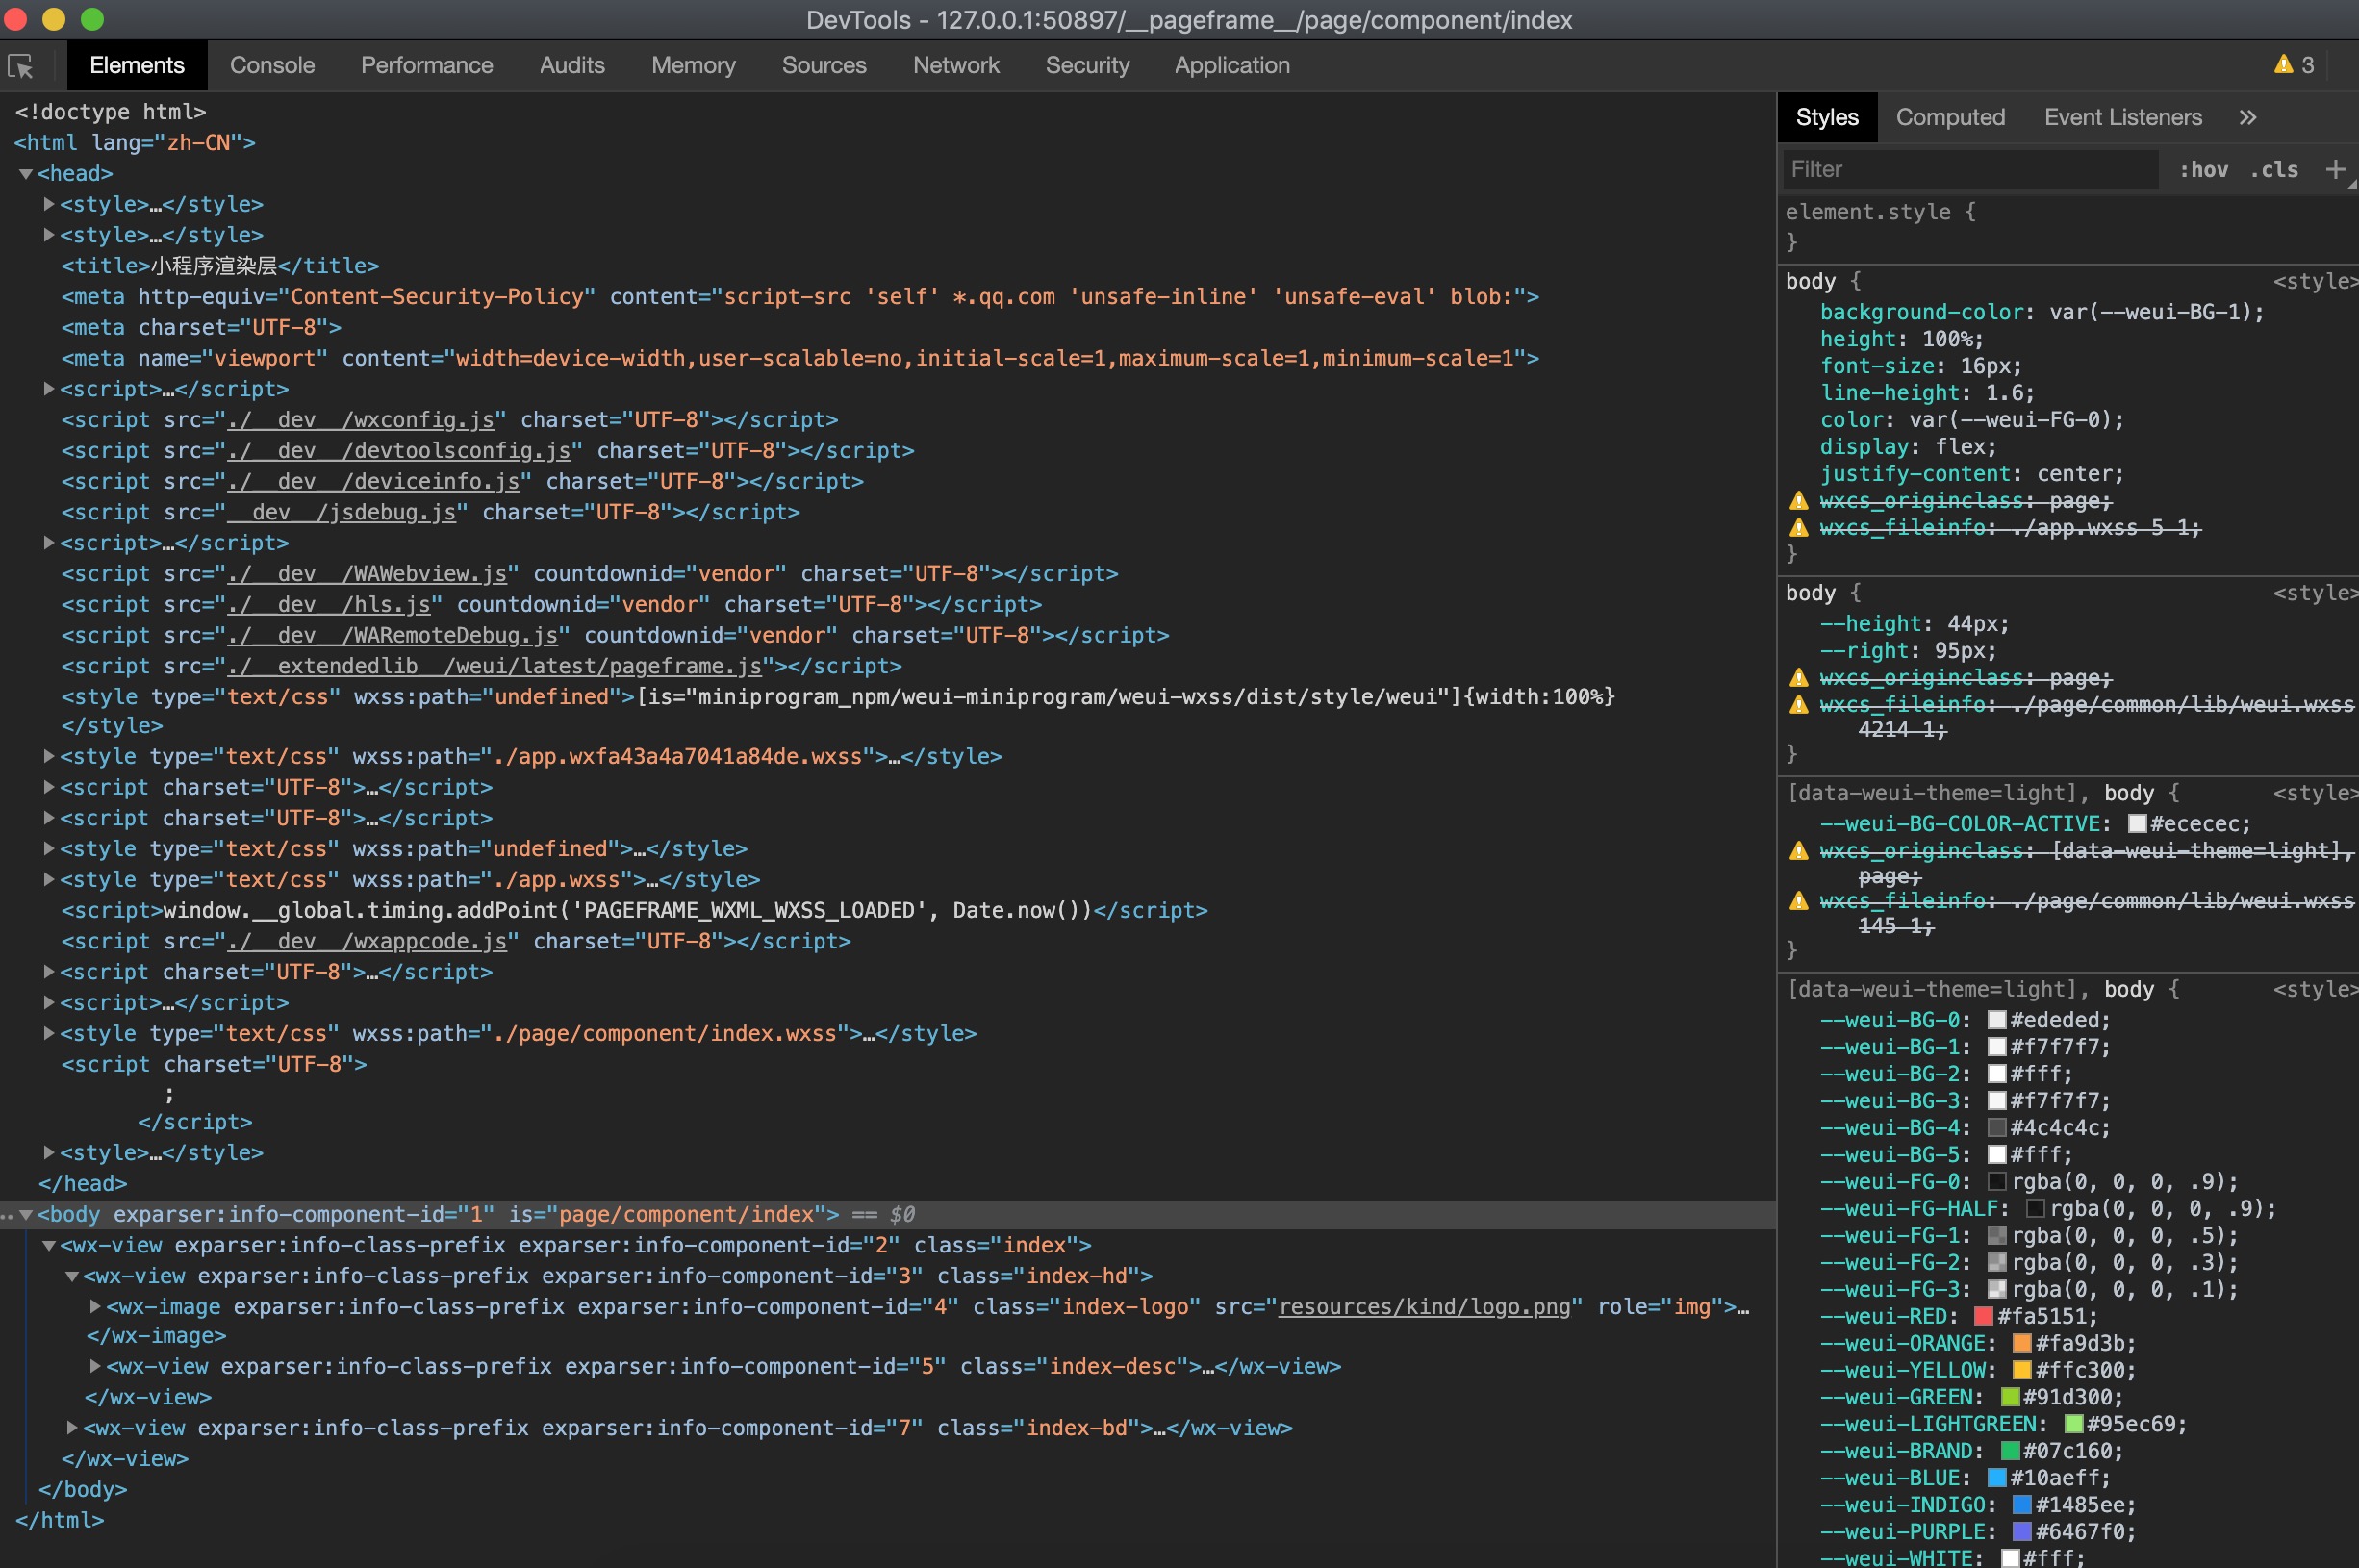 DevTools - 127.0.0.1:50897/__pageframe__/page/component/index
Elements Console Performance Audits Memory Sources Network Security Application 3
<!doctype html>
<html lang="zh-CN">
<head>
<style>…</style>
<style>…</style>
<title>小程序渲染层</title>
<meta http-equiv="Content-Security-Policy" content="script-src 'self' *.qq.com 'unsafe-inline' 'unsafe-eval' blob:">
<meta charset="UTF-8">
<meta name="viewport" content="width=device-width,user-scalable=no,initial-scale=1,maximum-scale=1,minimum-scale=1">
<script>…</script>
<script src="./__dev__/wxconfig.js" charset="UTF-8"></script>
<script src="./__dev__/devtoolsconfig.js" charset="UTF-8"></script>
<script src="./__dev__/deviceinfo.js" charset="UTF-8"></script>
<script src="__dev__/jsdebug.js" charset="UTF-8"></script>
<script>…</script>
<script src="./__dev__/WAWebview.js" countdownid="vendor" charset="UTF-8"></script>
<script src="./__dev__/hls.js" countdownid="vendor" charset="UTF-8"></script>
<script src="./__dev__/WARemoteDebug.js" countdownid="vendor" charset="UTF-8"></script>
<script src="./__extendedlib__/weui/latest/pageframe.js"></script>
<style type="text/css" wxss:path="undefined">[is="miniprogram_npm/weui-miniprogram/weui-wxss/dist/style/weui"]{width:100%}
</style>
<style type="text/css" wxss:path="./app.wxfa43a4a7041a84de.wxss">…</style>
<script charset="UTF-8">…</script>
<script charset="UTF-8">…</script>
<style type="text/css" wxss:path="undefined">…</style>
<style type="text/css" wxss:path="./app.wxss">…</style>
<script>window.__global.timing.addPoint('PAGEFRAME_WXML_WXSS_LOADED', Date.now())</script>
<script src="./__dev__/wxappcode.js" charset="UTF-8"></script>
<script charset="UTF-8">…</script>
<script>…</script>
<style type="text/css" wxss:path="./page/component/index.wxss">…</style>
<script charset="UTF-8">
;
</script>
<style>…</style>
</head>
<body exparser:info-component-id="1" is="page/component/index"> == $0
<wx-view exparser:info-class-prefix exparser:info-component-id="2" class="index">
<wx-view exparser:info-class-prefix exparser:info-component-id="3" class="index-hd">
<wx-image exparser:info-class-prefix exparser:info-component-id="4" class="index-logo" src="resources/kind/logo.png" role="img">…
</wx-image>
<wx-view exparser:info-class-prefix exparser:info-component-id="5" class="index-desc">…</wx-view>
</wx-view>
<wx-view exparser:info-class-prefix exparser:info-component-id="7" class="index-bd">…</wx-view>
</wx-view>
</body>
</html>
Styles Computed Event Listeners »
Filter :hov .cls +
element.style {
}
body { <style>
background-color: var(--weui-BG-1);
height: 100%;
font-size: 16px;
line-height: 1.6;
color: var(--weui-FG-0);
display: flex;
justify-content: center;
wxcs_originclass: page;
wxcs_fileinfo: ./app.wxss 5 1;
}
body { <style>
--height: 44px;
--right: 95px;
wxcs_originclass: page;
wxcs_fileinfo: ./page/common/lib/weui.wxss
4214 1;
}
[data-weui-theme=light], body { <style>
--weui-BG-COLOR-ACTIVE: #ececec;
wxcs_originclass: [data-weui-theme=light],
page;
wxcs_fileinfo: ./page/common/lib/weui.wxss
145 1;
}
[data-weui-theme=light], body { <style>
--weui-BG-0: #ededed;
--weui-BG-1: #f7f7f7;
--weui-BG-2: #fff;
--weui-BG-3: #f7f7f7;
--weui-BG-4: #4c4c4c;
--weui-BG-5: #fff;
--weui-FG-0: rgba(0, 0, 0, .9);
--weui-FG-HALF: rgba(0, 0, 0, .9);
--weui-FG-1: rgba(0, 0, 0, .5);
--weui-FG-2: rgba(0, 0, 0, .3);
--weui-FG-3: rgba(0, 0, 0, .1);
--weui-RED: #fa5151;
--weui-ORANGE: #fa9d3b;
--weui-YELLOW: #ffc300;
--weui-GREEN: #91d300;
--weui-LIGHTGREEN: #95ec69;
--weui-BRAND: #07c160;
--weui-BLUE: #10aeff;
--weui-INDIGO: #1485ee;
--weui-PURPLE: #6467f0;
--weui-WHITE: #fff;